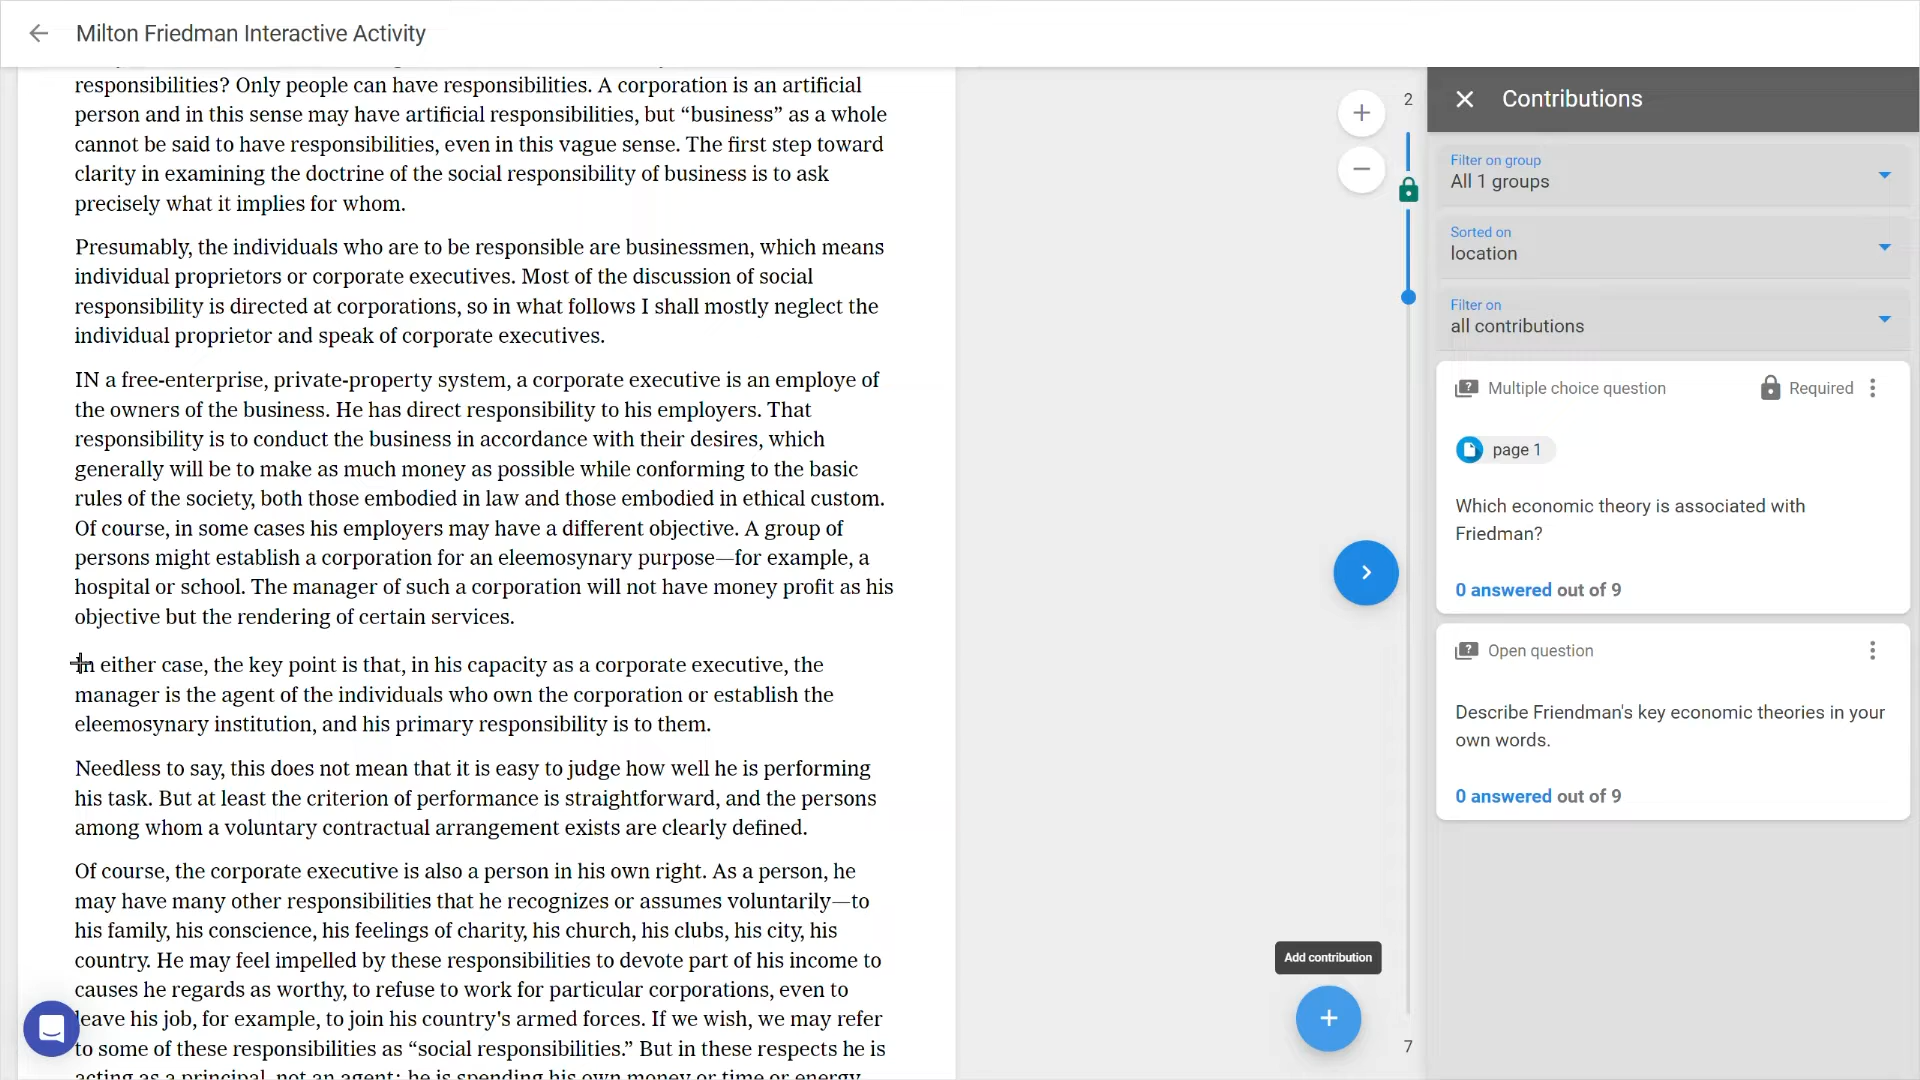 Milton Friedman Interactive Activity
responsibilities? Only people can have responsibilities. A corporation is an artificial
person and in this sense may have artificial responsibilities, but “business” as a whole
cannot be said to have responsibilities, even in this vague sense. The first step toward
clarity in examining the doctrine of the social responsibility of business is to ask
precisely what it implies for whom.
Presumably, the individuals who are to be responsible are businessmen, which means
individual proprietors or corporate executives. Most of the discussion of social
responsibility is directed at corporations, so in what follows I shall mostly neglect the
individual proprietor and speak of corporate executives.
IN a free-enterprise, private-property system, a corporate executive is an employe of
the owners of the business. He has direct responsibility to his employers. That
responsibility is to conduct the business in accordance with their desires, which
generally will be to make as much money as possible while conforming to the basic
rules of the society, both those embodied in law and those embodied in ethical custom.
Of course, in some cases his employers may have a different objective. A group of
persons might establish a corporation for an eleemosynary purpose—for example, a
hospital or school. The manager of such a corporation will not have money profit as his
objective but the rendering of certain services.
In either case, the key point is that, in his capacity as a corporate executive, the
manager is the agent of the individuals who own the corporation or establish the
eleemosynary institution, and his primary responsibility is to them.
Needless to say, this does not mean that it is easy to judge how well he is performing
his task. But at least the criterion of performance is straightforward, and the persons
among whom a voluntary contractual arrangement exists are clearly defined.
Of course, the corporate executive is also a person in his own right. As a person, he
may have many other responsibilities that he recognizes or assumes voluntarily—to
his family, his conscience, his feelings of charity, his church, his clubs, his city, his
country. He may feel impelled by these responsibilities to devote part of his income to
causes he regards as worthy, to refuse to work for particular corporations, even to
leave his job, for example, to join his country's armed forces. If we wish, we may refer
to some of these responsibilities as “social responsibilities.” But in these respects he is
acting as a principal, not an agent; he is spending his own money or time or energy
2
7
Add contribution
Contributions
Filter on group
All 1 groups
Sorted on
location
Filter on
all contributions
Multiple choice question
Required
page 1
Which economic theory is associated with
Friedman?
0 answered out of 9
Open question
Describe Friendman's key economic theories in your
own words.
0 answered out of 9